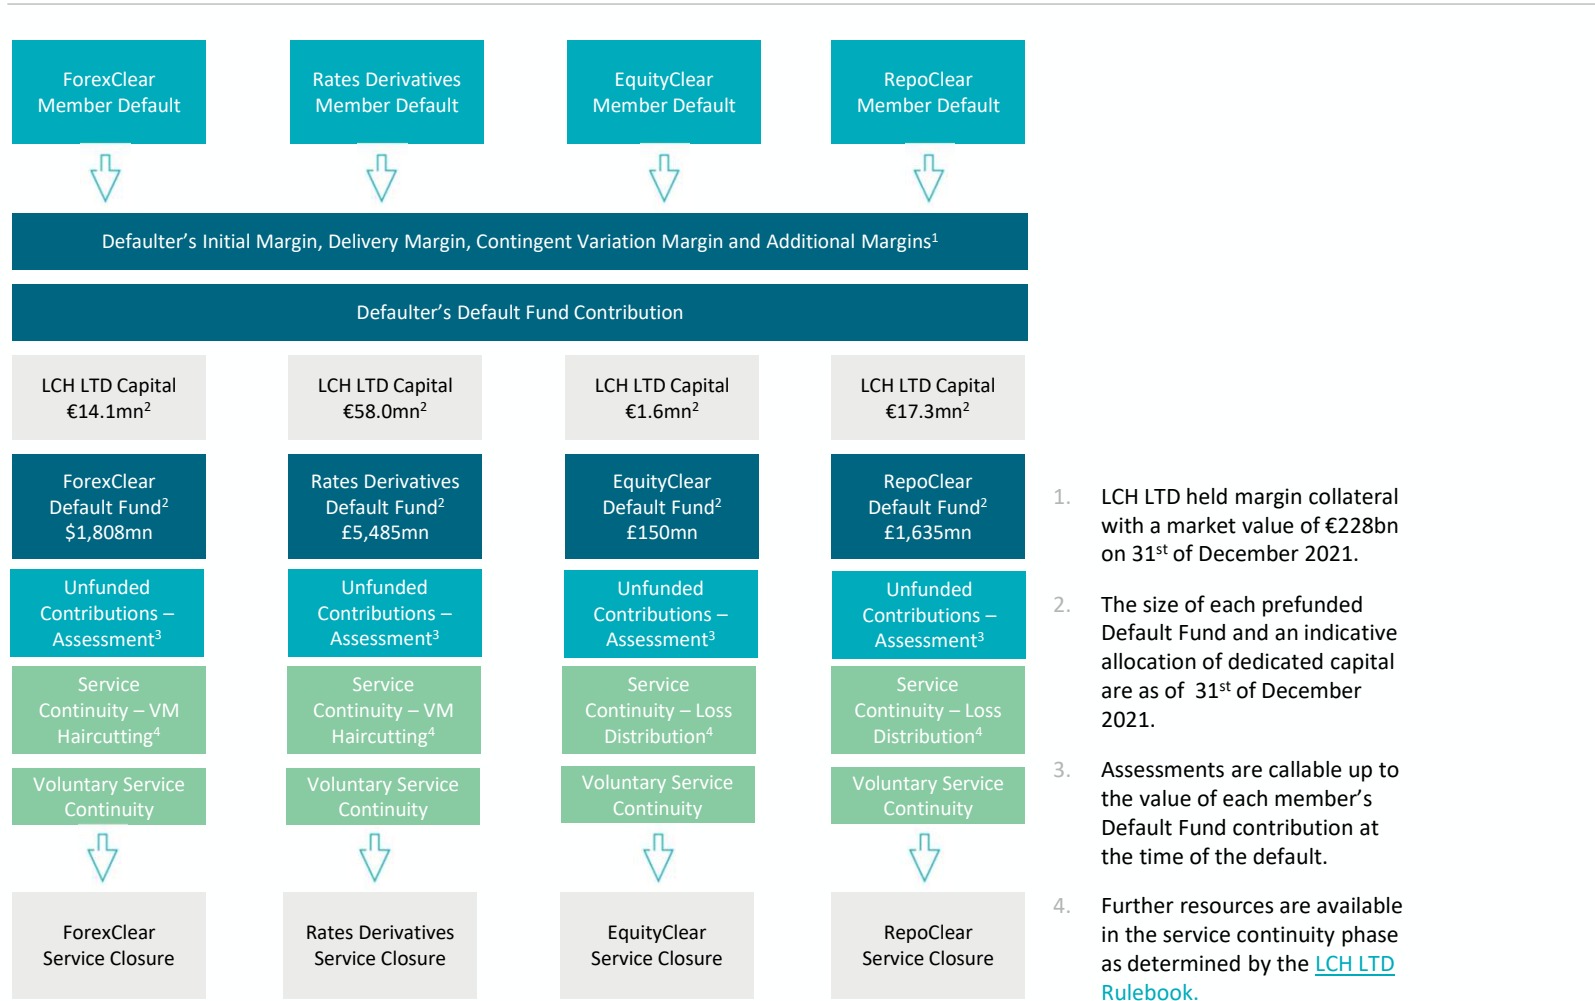 ForexClear
Member Default
Rates Derivatives
Member Default
EquityClear
Member Default
RepoClear
Member Default
Defaulter’s Initial Margin, Delivery Margin, Contingent Variation Margin and Additional Margins¹
Defaulter’s Default Fund Contribution
LCH LTD Capital
€14.1mn²
LCH LTD Capital
€58.0mn²
LCH LTD Capital
€1.6mn²
LCH LTD Capital
€17.3mn²
ForexClear
Default Fund²
$1,808mn
Rates Derivatives
Default Fund²
£5,485mn
EquityClear
Default Fund²
£150mn
RepoClear
Default Fund²
£1,635mn
Unfunded
Contributions –
Assessment³
Unfunded
Contributions –
Assessment³
Unfunded
Contributions –
Assessment³
Unfunded
Contributions –
Assessment³
Service
Continuity – VM
Haircutting⁴
Service
Continuity – VM
Haircutting⁴
Service
Continuity – Loss
Distribution⁴
Service
Continuity – Loss
Distribution⁴
Voluntary Service
Continuity
Voluntary Service
Continuity
Voluntary Service
Continuity
Voluntary Service
Continuity
ForexClear
Service Closure
Rates Derivatives
Service Closure
EquityClear
Service Closure
RepoClear
Service Closure
1. LCH LTD held margin collateral
with a market value of €228bn
on 31ˢᵗ of December 2021.
2. The size of each prefunded
Default Fund and an indicative
allocation of dedicated capital
are as of 31ˢᵗ of December
2021.
3. Assessments are callable up to
the value of each member’s
Default Fund contribution at
the time of the default.
4. Further resources are available
in the service continuity phase
as determined by the LCH LTD
Rulebook.